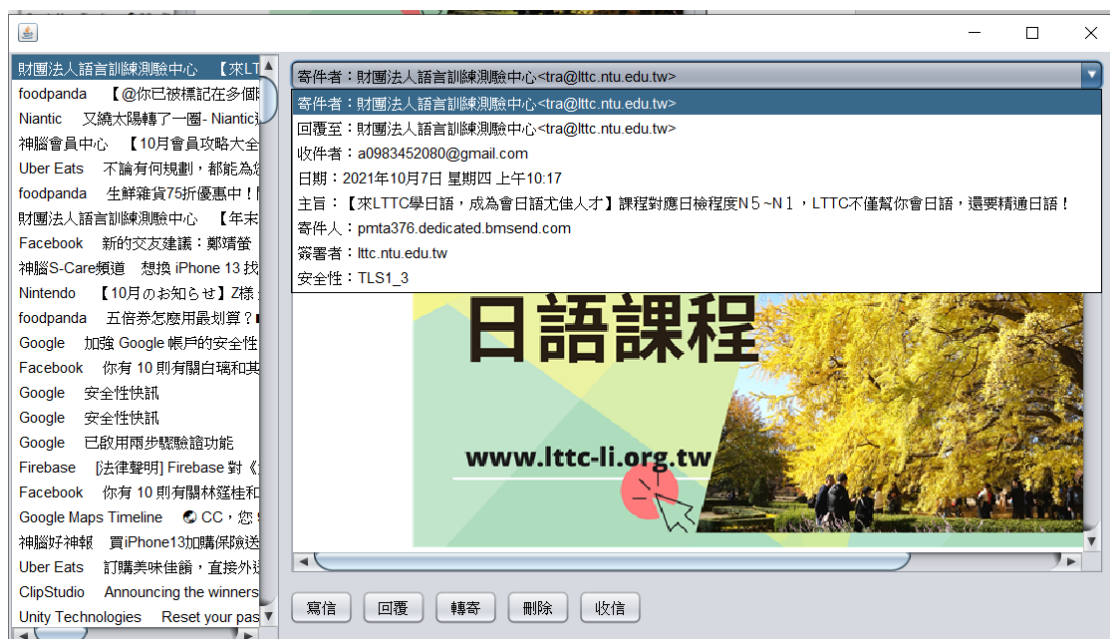 財團法人語言訓練測驗中心 【來LT
foodpanda 【@你已被標記在多個
Niantic 又繞太陽轉了一圈- Niantic
神腦會員中心 【10月會員攻略大全
Uber Eats 不論有何規劃，都能為您
foodpanda 生鮮雜貨75折優惠中！
財團法人語言訓練測驗中心 【年末
Facebook 新的交友建議：鄭靖螢
神腦S-Care頻道 想換 iPhone 13 找
Nintendo 【10月のお知らせ】Z様
foodpanda 五倍券怎麼用最划算？
Google 加強 Google 帳戶的安全性
Facebook 你有 10 則有關白璃和其
Google 安全性快訊
Google 安全性快訊
Google 已啟用兩步驟驗證功能
Firebase [法律聲明] Firebase 對《
Facebook 你有 10 則有關林筳桂和
Google Maps Timeline CC，您
神腦好神報 買iPhone13加購保險送
Uber Eats 訂購美味佳餚，直接外送
ClipStudio Announcing the winners
Unity Technologies Reset your pas
寄件者：財團法人語言訓練測驗中心<tra@lttc.ntu.edu.tw>
寄件者：財團法人語言訓練測驗中心<tra@lttc.ntu.edu.tw>
回覆至：財團法人語言訓練測驗中心<tra@lttc.ntu.edu.tw>
收件者：a0983452080@gmail.com
日期：2021年10月7日 星期四 上午10:17
主旨：【來LTTC學日語，成為會日語尤佳人才】課程對應日檢程度N５~N１，LTTC不僅幫你會日語，還要精通日語！
寄件人：pmta376.dedicated.bmsend.com
簽署者：lttc.ntu.edu.tw
安全性：TLS1_3
日語課程
www.lttc-li.org.tw
寫信 回覆 轉寄 刪除 收信